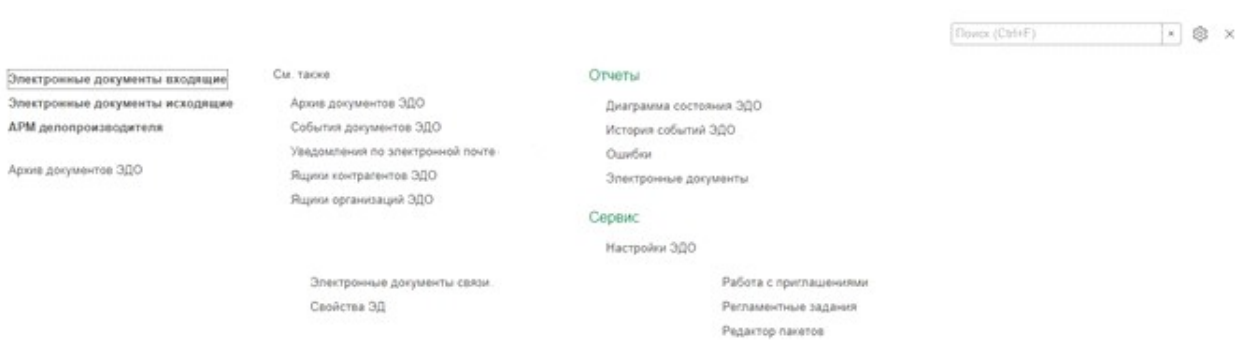 Поиск (Ctrl+F)
Электронные документы входящие
Электронные документы исходящие
АРМ делопроизводителя
Архив документов ЭДО
См. также
Архив документов ЭДО
События документов ЭДО
Уведомления по электронной почте
Ящики контрагентов ЭДО
Ящики организаций ЭДО
Электронные документы связи
Свойства ЭД
Отчеты
Диаграмма состояния ЭДО
История событий ЭДО
Ошибки
Электронные документы
Сервис
Настройки ЭДО
Работа с приглашениями
Регламентные задания
Редактор пакетов